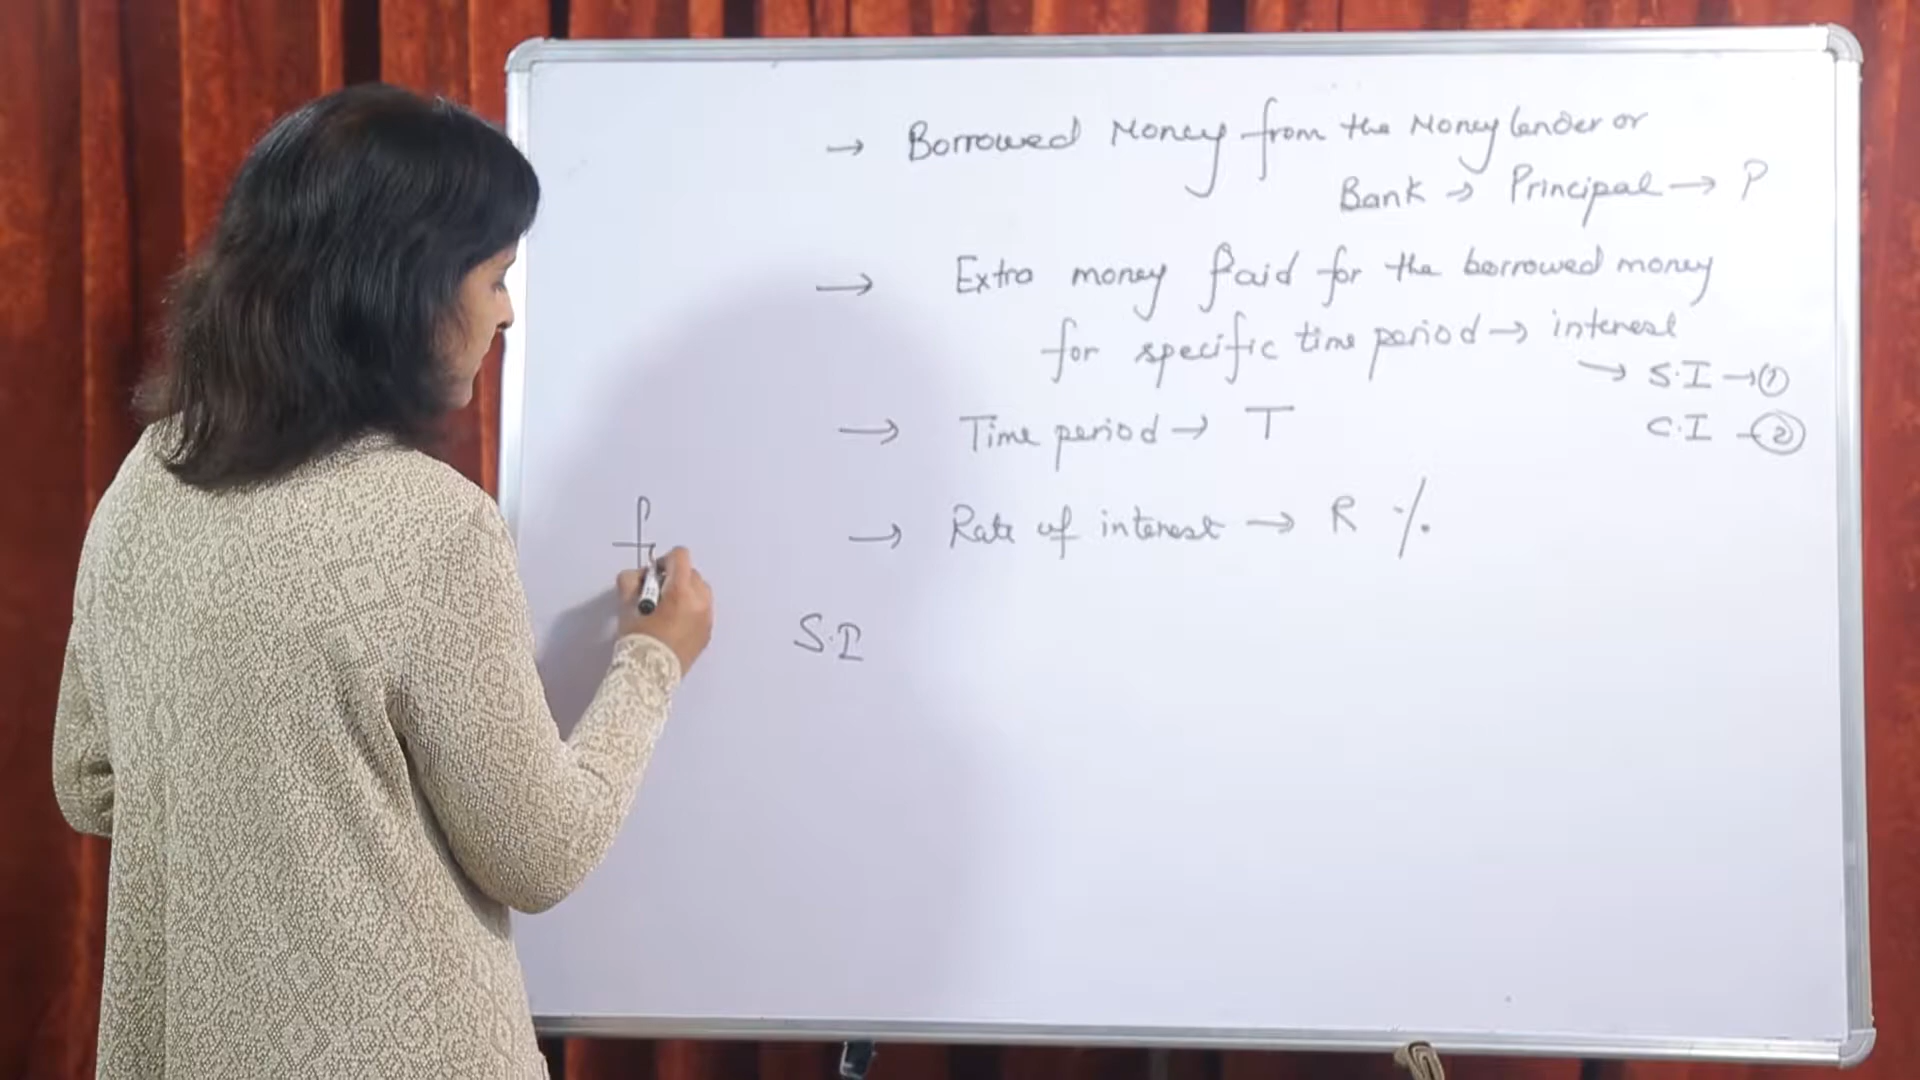 → Borrowed Money from the Money lender or
Bank → Principal → P
→ Extra money Paid for the borrowed money
for specific time period → interest
→ S.I → ①
C.I - ②
→ Time period → T
→ Rate of interest → R %
f
S.I